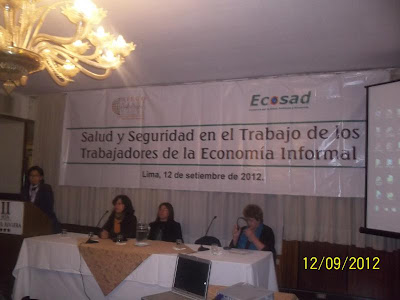 Ecosad
Salud y Seguridad en el Trabajo de los
Trabajadores de la Economía Informal
Lima, 12 de setiembre de 2012.
12/09/2012